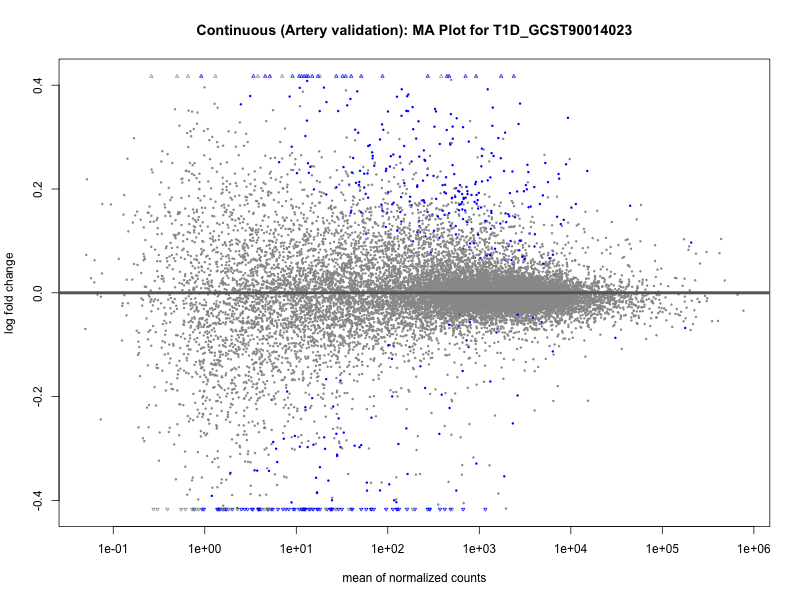 Continuous (Artery validation): MA Plot for T1D_GCST90014023
log fold change
0.4
0.2
0.0
-0.2
-0.4
1e-01 1e+00 1e+01 1e+02 1e+03 1e+04 1e+05 1e+06
mean of normalized counts